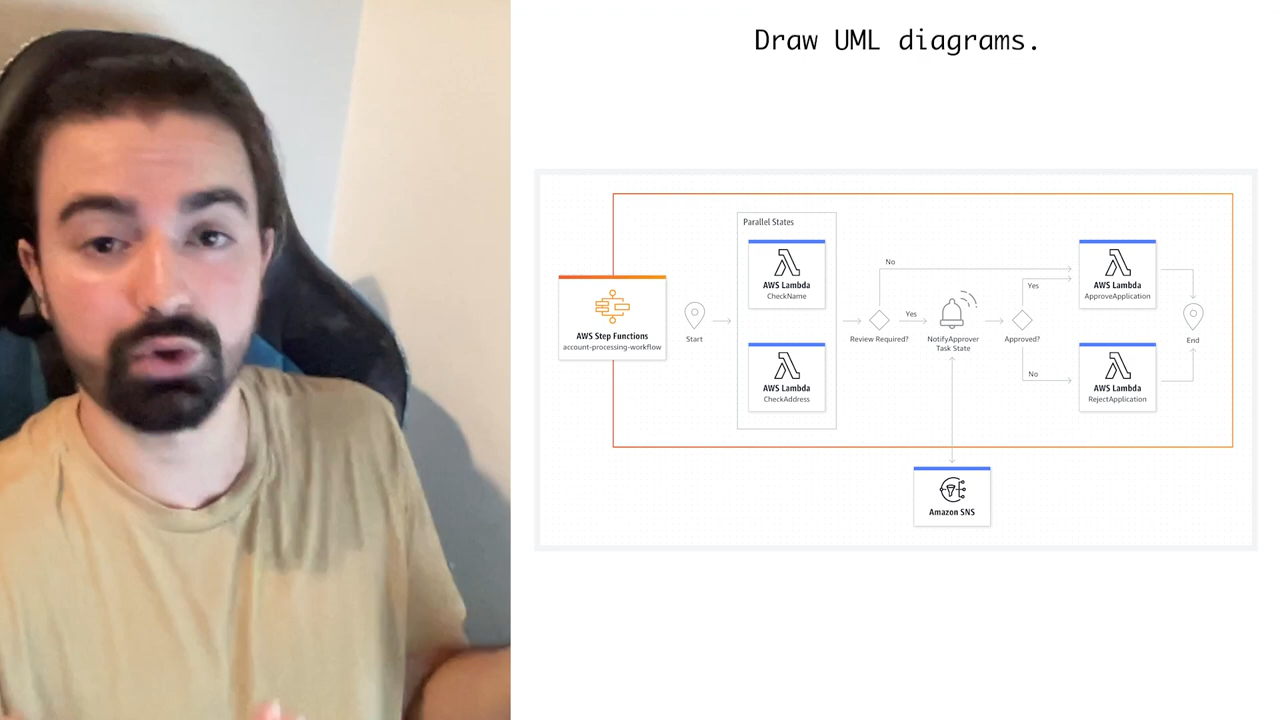 Draw UML diagrams.
Parallel States
AWS Lambda
CheckName
AWS Lambda
CheckAddress
AWS Step Functions
account-processing-workflow
Start
Review Required?
No
Yes
NotifyApprover
Task State
Approved?
Yes
No
AWS Lambda
ApproveApplication
AWS Lambda
RejectApplication
End
Amazon SNS